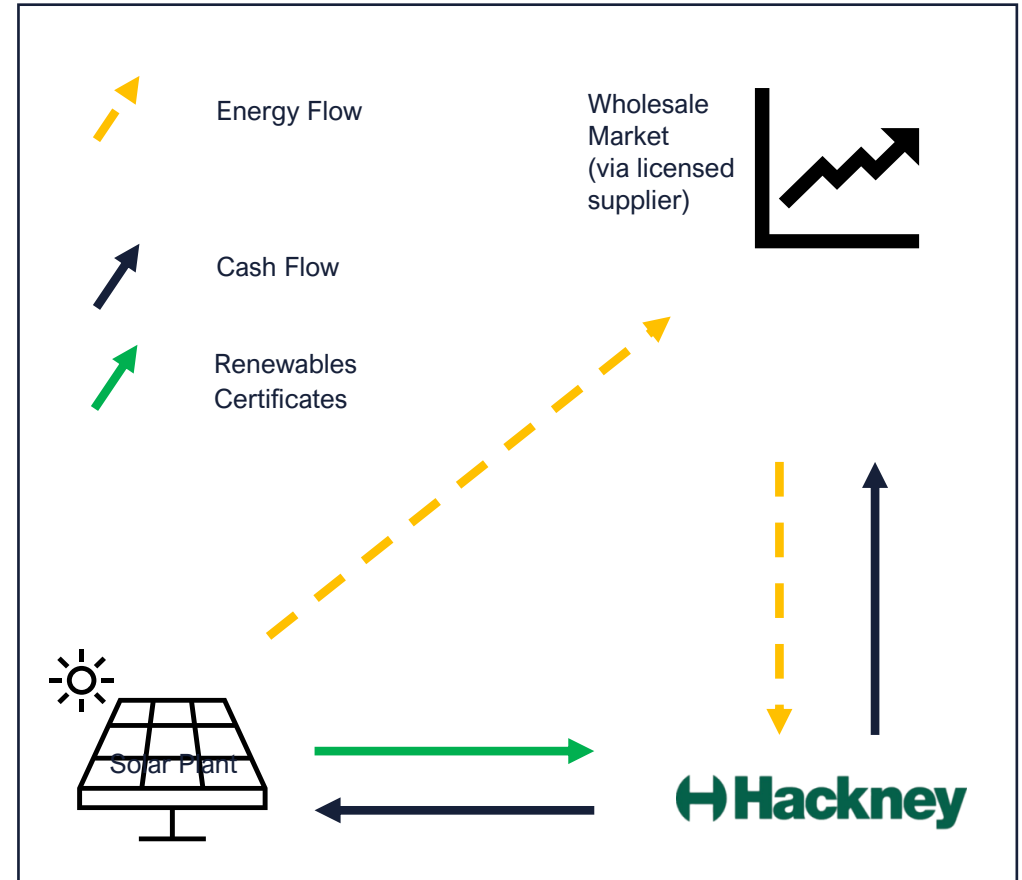 Energy Flow
Wholesale
Market
(via licensed
supplier)
Cash Flow
Renewables
Certificates
Solar Plant
Hackney